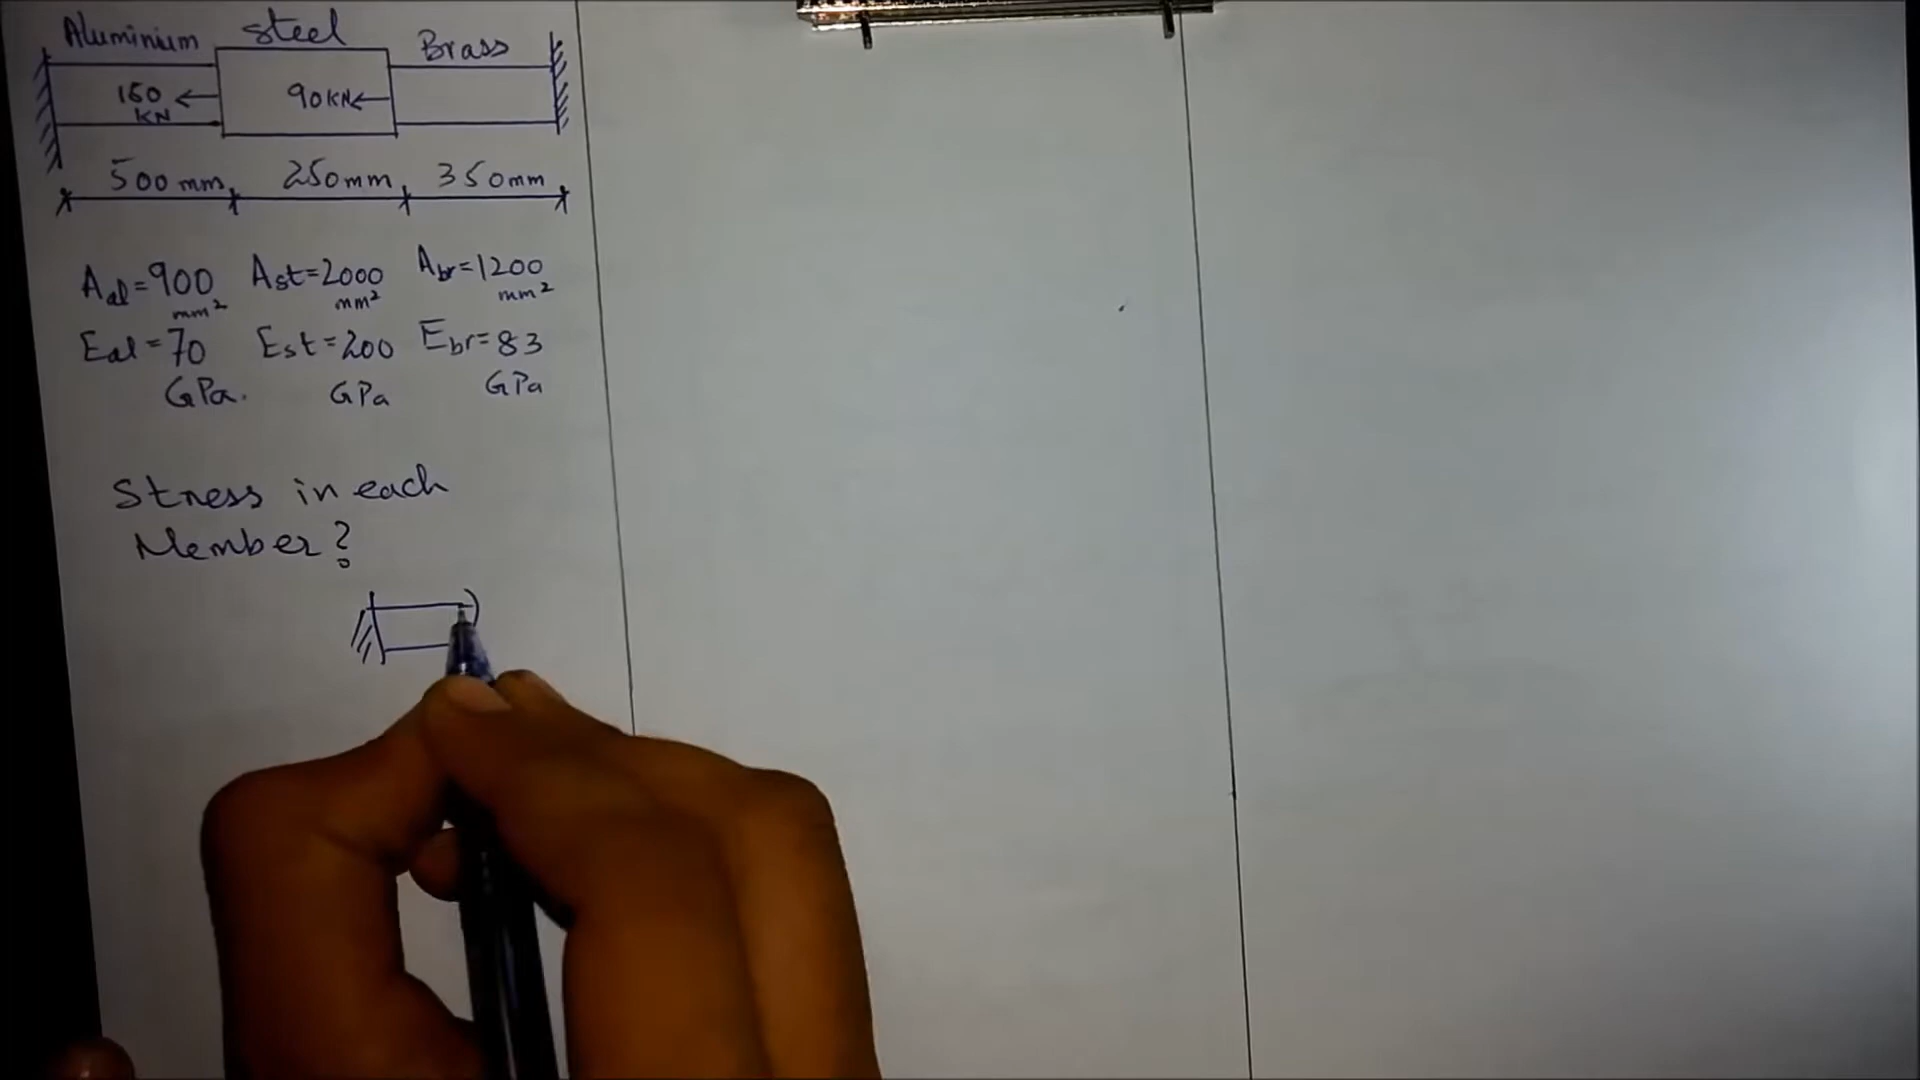 Aluminium steel Brass
160 KN 90KN
500 mm 250mm 350mm
Aal=900 mm² Ast=2000 mm² Abr=1200 mm²
Eal=70 GPa. Est=200 GPa Ebr=83 GPa
Stress in each
Member?